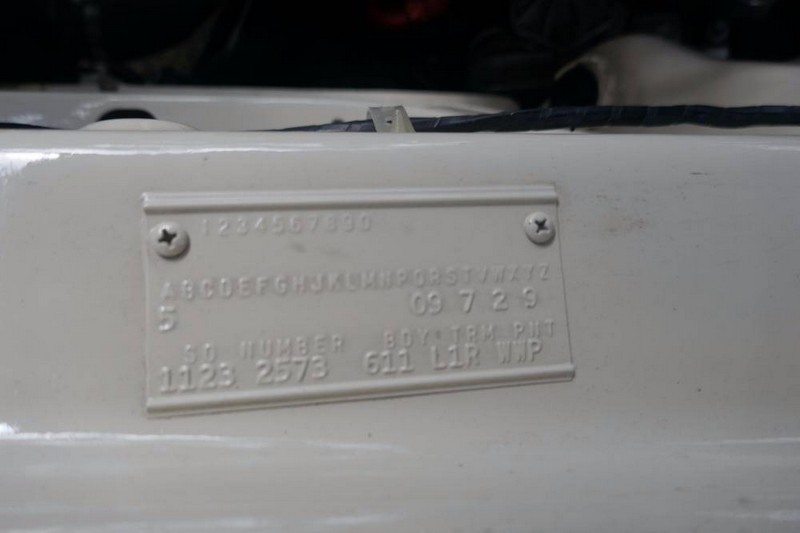 1234567890
ABCDEFGHJKLMNPQRSTVWXYZ
5 09 7 2 9
SO NUMBER BDY TRM PNT
1123 2573 611 L1R WWP